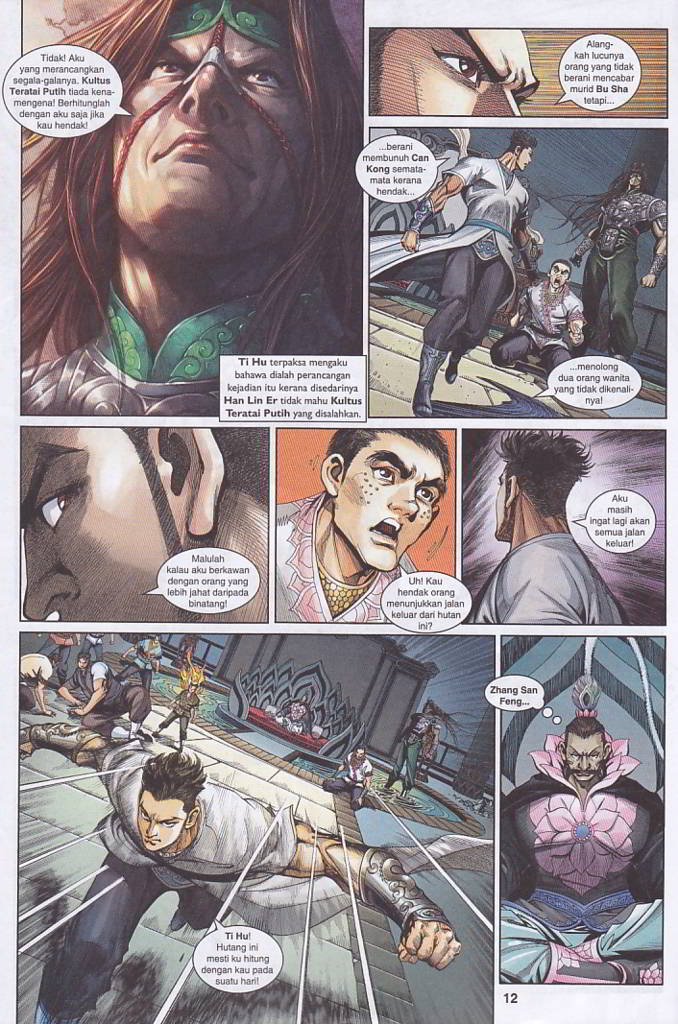 Tidak! Aku
yang merancangkan
segala-galanya. Kultus
Teratai Putih tiada kena-
mengena! Berhitunglah
dengan aku saja jika
kau hendak!
Ti Hu terpaksa mengaku
bahawa dialah perancangan
kejadian itu kerana disedarinya
Han Lin Er tidak mahu Kultus
Teratai Putih yang disalahkan.
Alang-
kah lucunya
orang yang tidak
berani mencabar
murid Bu Sha
tetapi...
...berani
membunuh Can
Kong semata-
mata kerana
hendak...
...menolong
dua orang wanita
yang tidak dikenali-
nya!
Malulah
kalau aku berkawan
dengan orang yang
lebih jahat daripada
binatang!
Uh! Kau
hendak orang
menunjukkan jalan
keluar dari hutan
ini?
Aku
masih
ingat lagi akan
semua jalan
keluar!
Ti Hu!
Hutang ini
mesti ku hitung
dengan kau pada
suatu hari!
Zhang San
Feng...
12